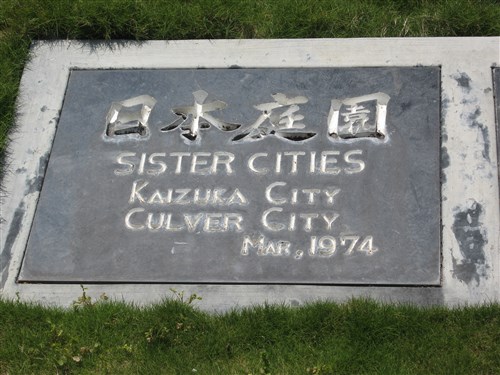 日本庭園
SISTER CITIES
KAIZUKA CITY
CULVER CITY
MAR, 1974